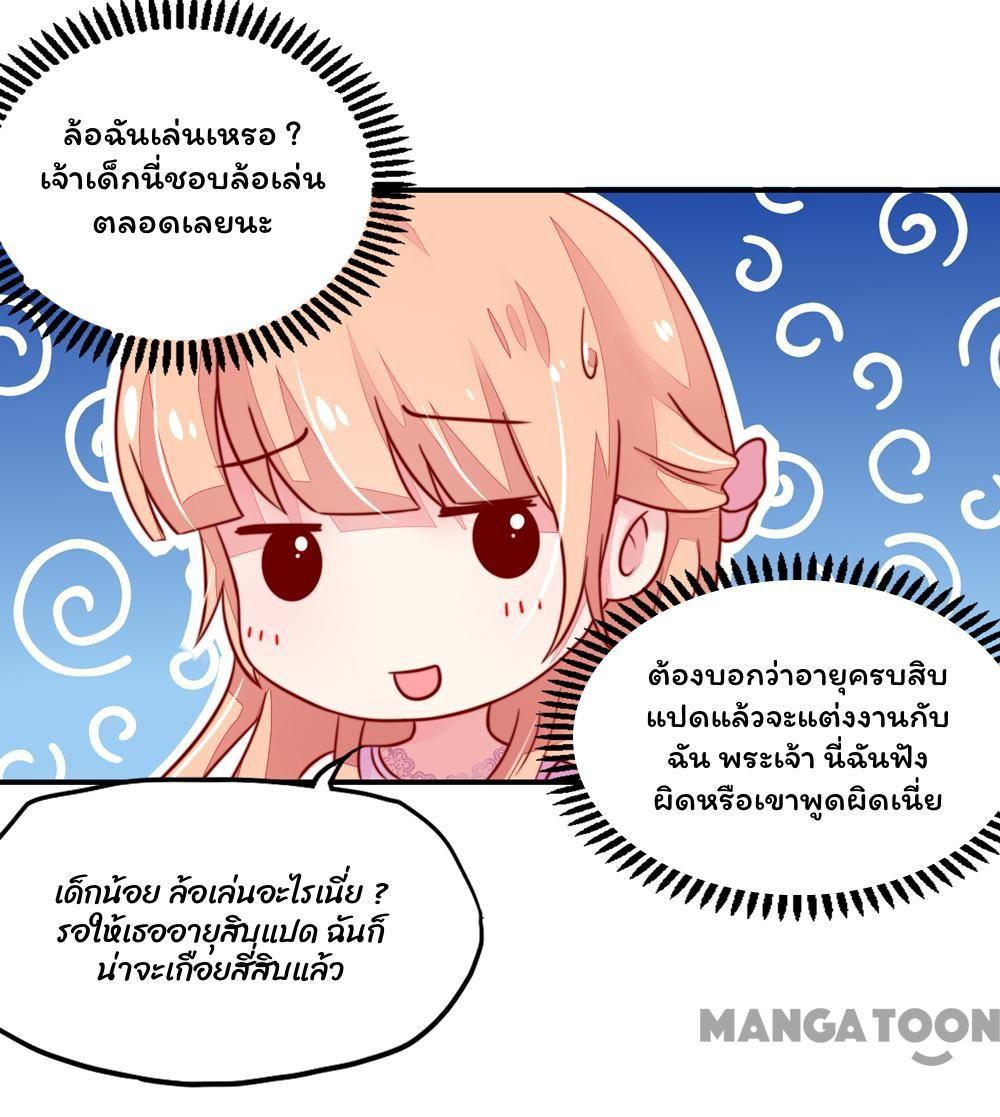 ล้อฉันเล่นเหรอ ?
เจ้าเด็กนี่ชอบล้อเล่น
ตลอดเลยนะ
ต้องบอกว่าอายุครบสิบ
แปดแล้วจะแต่งงานกับ
ฉัน พระเจ้า นี่ฉันฟัง
ผิดหรือเขาพูดผิดเนี่ย
เด็กน้อย ล้อเล่นอะไรเนี่ย ?
รอให้เธออายุสิบแปด ฉันก็
น่าจะเกือยสี่สิบแล้ว
MANGATOON